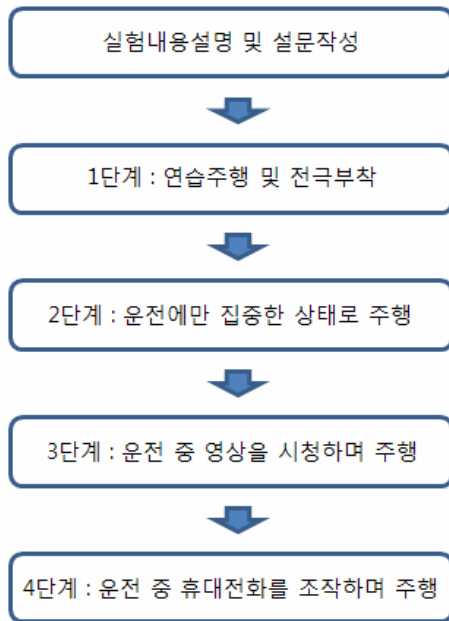 실험내용설명 및 설문작성
1단계 : 연습주행 및 전극부착
2단계 : 운전에만 집중한 상태로 주행
3단계 : 운전 중 영상을 시청하며 주행
4단계 : 운전 중 휴대전화를 조작하며 주행